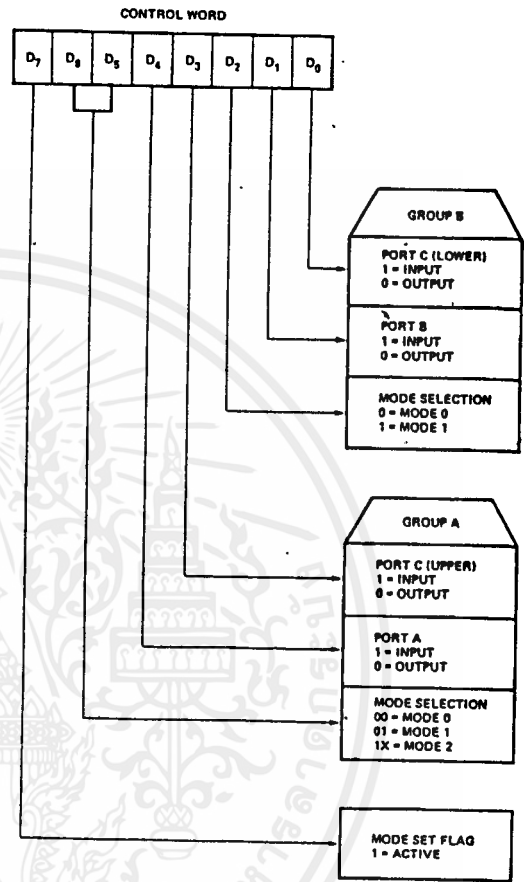 CONTROL WORD
D7 D6 D5 D4 D3 D2 D1 D0
GROUP B
PORT C (LOWER)
1 = INPUT
0 = OUTPUT
PORT B
1 = INPUT
0 = OUTPUT
MODE SELECTION
0 = MODE 0
1 = MODE 1
GROUP A
PORT C (UPPER)
1 = INPUT
0 = OUTPUT
PORT A
1 = INPUT
0 = OUTPUT
MODE SELECTION
00 = MODE 0
01 = MODE 1
1X = MODE 2
MODE SET FLAG
1 = ACTIVE